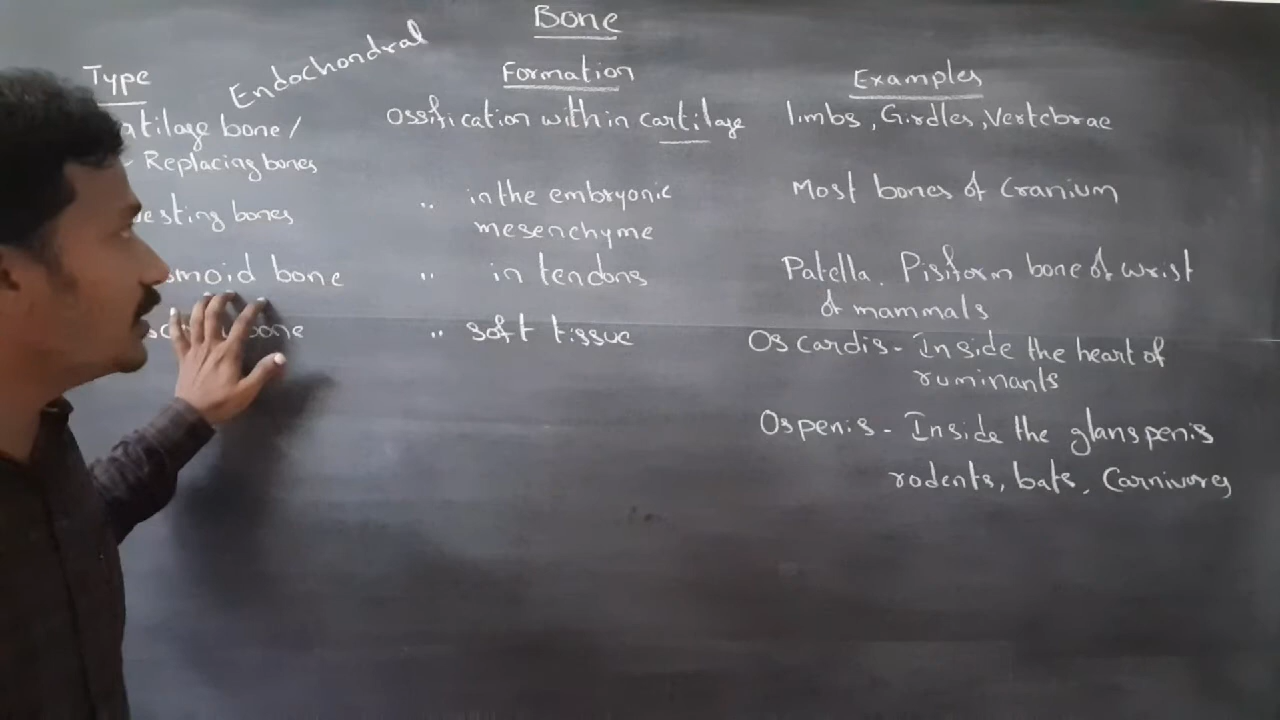 Bone
Type
Endochondral
Formation
Examples
bone /
Ossification within cartilage
limbs, Girdles, Vertebrae
- Replacing bones
bones
" in the embryonic
mesenchyme
Most bones of Cranium
bone
" in tendons
Patella. Pisiform bone of wrist
of mammals
bone
" soft tissue
Os cardis - Inside the heart of
ruminants
Os penis - Inside the glans penis
rodents, bats, Carnivores